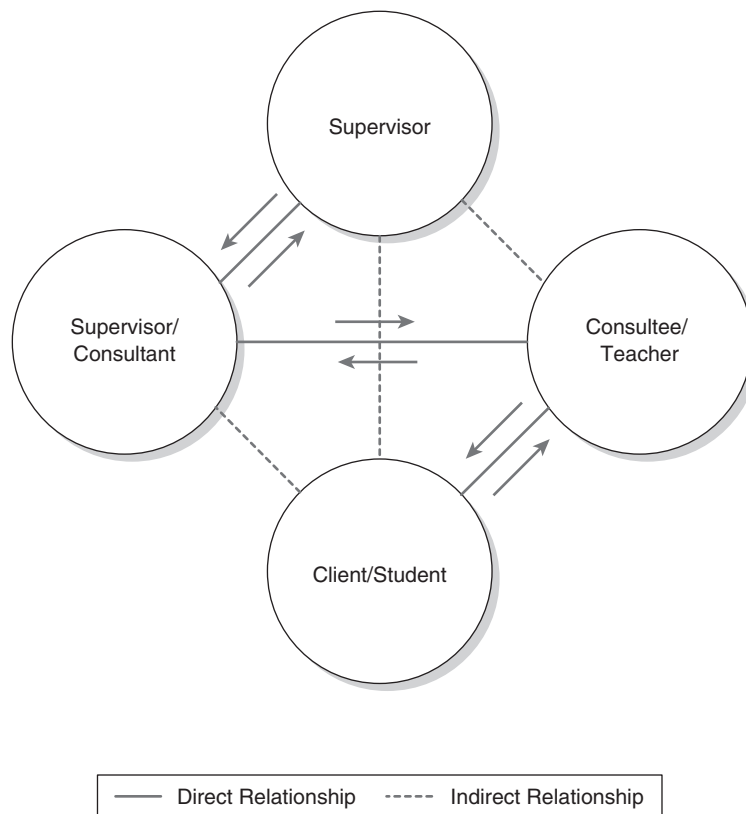 Supervisor
Supervisor/
Consultant
Consultee/
Teacher
Client/Student
Direct Relationship
Indirect Relationship